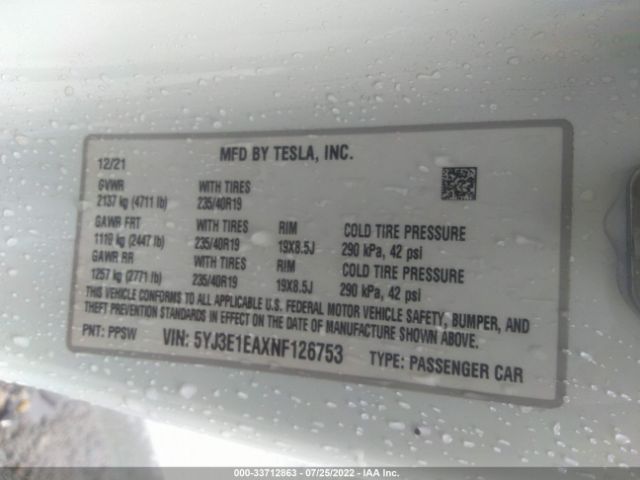 MFD BY TESLA, INC.
12/21
GVWR WITH TIRES
2137 kg (4711 lb) 235/40R19
GAWR FRT WITH TIRES RIM COLD TIRE PRESSURE
1110 kg (2447 lb) 235/40R19 19X8.5J 290 kPa, 42 psi
GAWR RR WITH TIRES RIM COLD TIRE PRESSURE
1257 kg (2771 lb) 235/40R19 19X8.5J 290 kPa, 42 psi
THIS VEHICLE CONFORMS TO ALL APPLICABLE U.S. FEDERAL MOTOR VEHICLE SAFETY, BUMPER, AND
THEFT PREVENTION STANDARDS IN EFFECT ON THE DATE OF MANUFACTURE SHOWN ABOVE.
PNT: PPSW VIN: 5YJ3E1EAXNF126753 TYPE: PASSENGER CAR
000-33712863 - 07/25/2022 - IAA Inc.